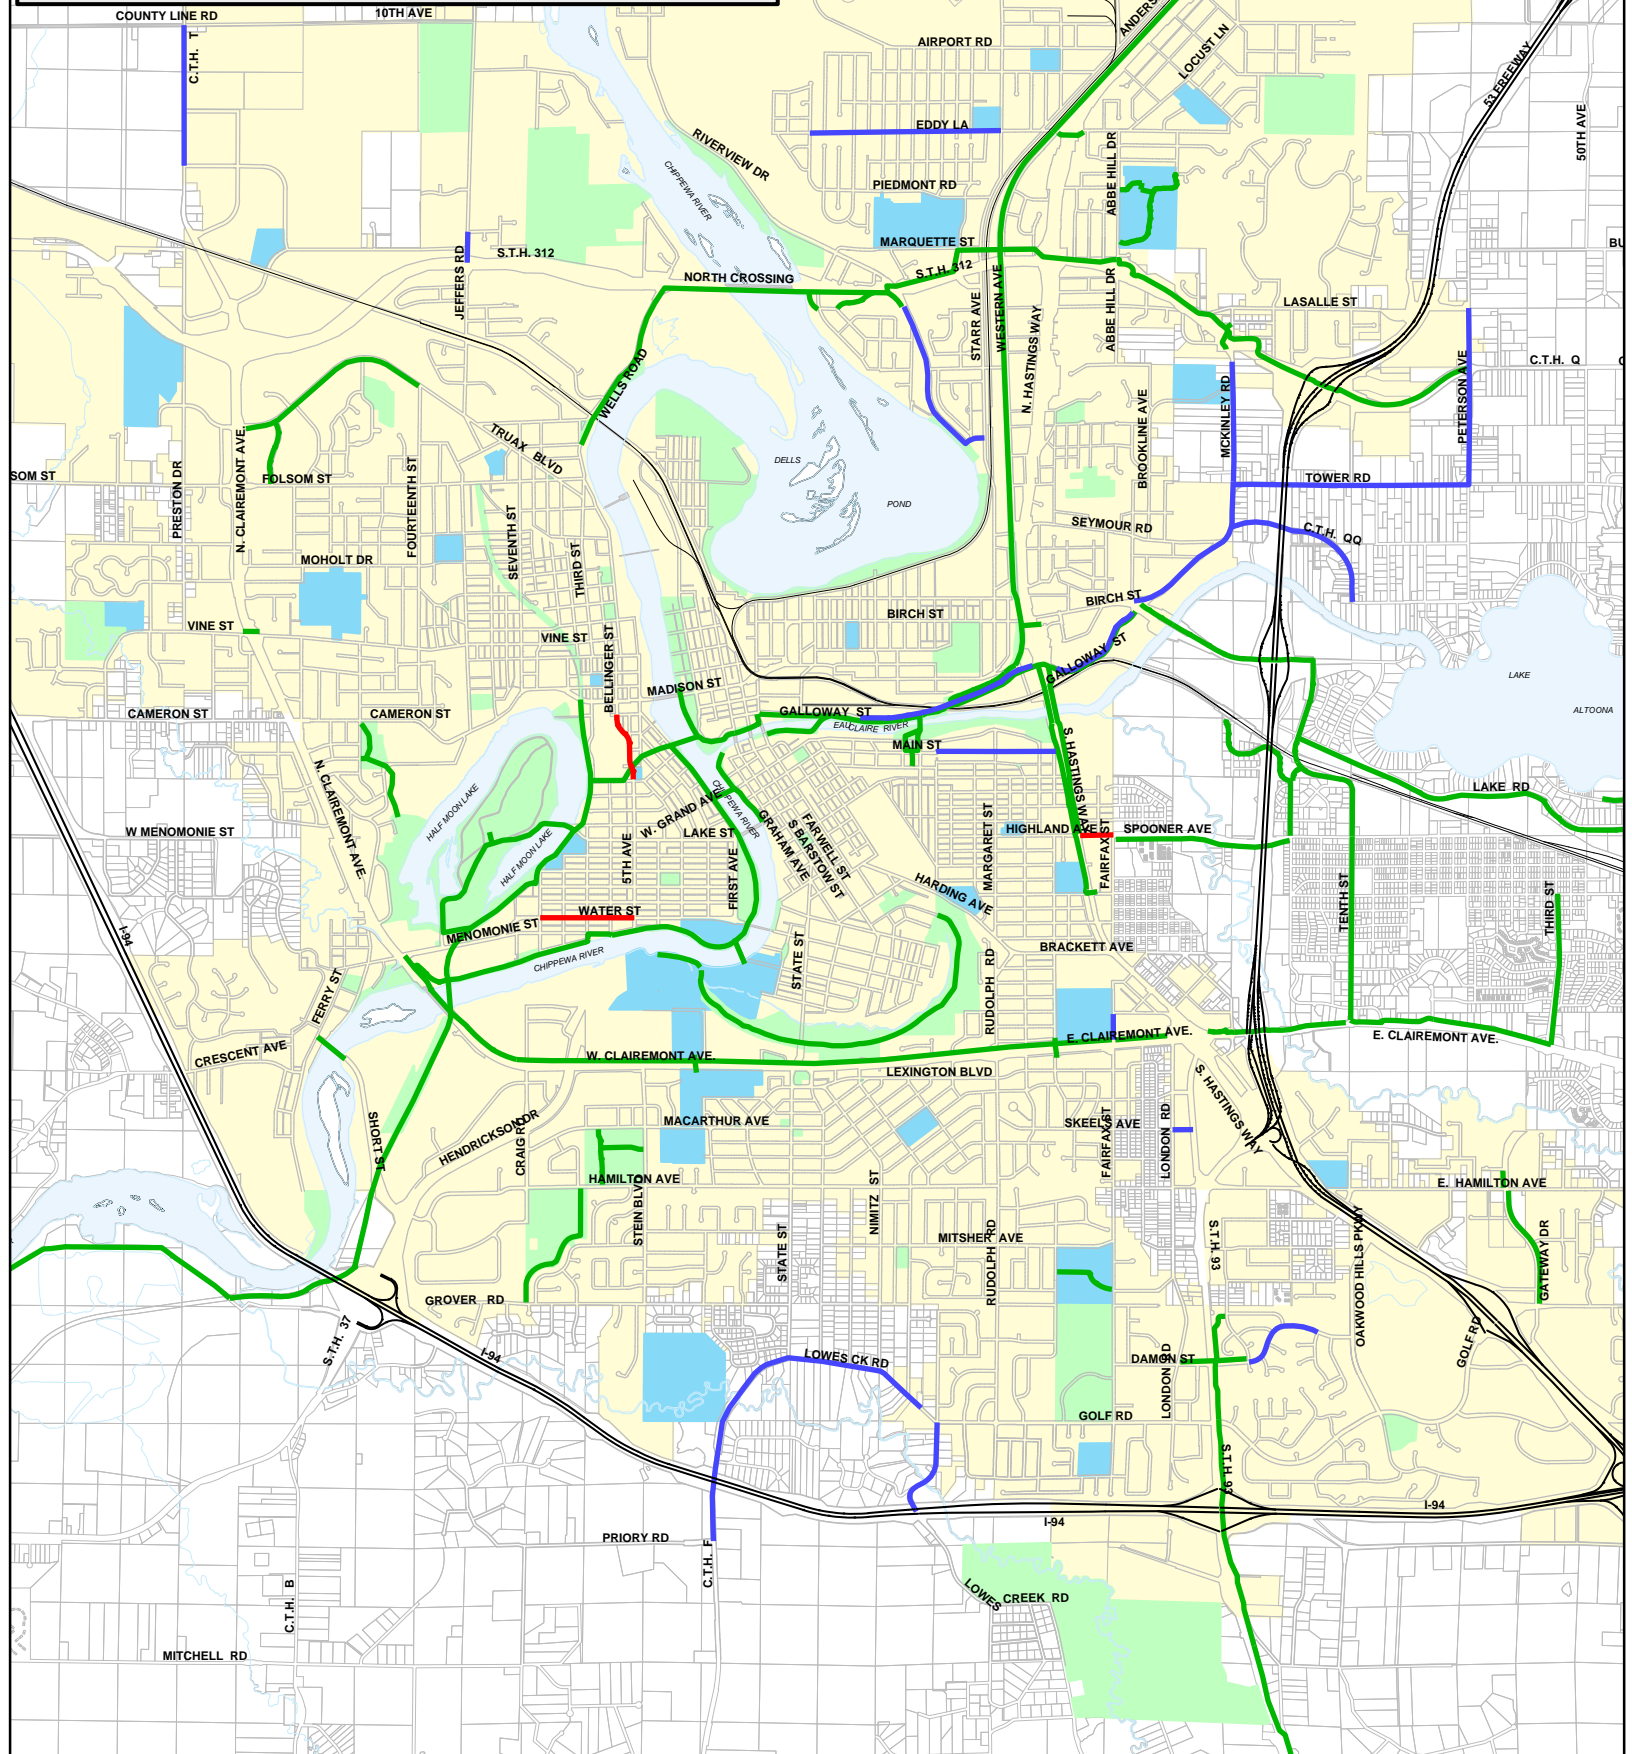 COUNTY LINE RD
10TH AVE
C.T.H. T
AIRPORT RD
LOCUST LN
53 FREEWAY
50TH AVE
EDDY LA
RIVERVIEW DR
CHIPPEWA RIVER
PIEDMONT RD
ABBE HILL DR
MARQUETTE ST
S.T.H. 312
JEFFERS RD
S.T.H. 312
NORTH CROSSING
WESTERN AVE
STARR AVE
N. HASTINGS WAY
ABBE HILL DR
LASALLE ST
C.T.H. Q
WELLS ROAD
PETERSON AVE
MCKINLEY RD
BROOKLINE AVE
TRUAX BLVD
N. CLAIREMONT AVE.
PRESTON DR
FOLSOM ST
SOM ST
FOURTEENTH ST
DELLS
POND
TOWER RD
SEYMOUR RD
C.T.H. QQ
SEVENTH ST
THIRD ST
MOHOLT DR
BIRCH ST
BIRCH ST
VINE ST
VINE ST
BELLINGER ST
GALLOWAY ST
MADISON ST
LAKE
ALTOONA
CAMERON ST
CAMERON ST
GALLOWAY ST
EAU CLAIRE RIVER
MAIN ST
S. HASTINGS WAY
N. CLAIREMONT AVE.
HALF MOON LAKE
HALF MOON LAKE
CHIPPEWA RIVER
LAKE RD
W MENOMONIE ST
W. GRAND AVE
LAKE ST
GRAHAM AVE
S BARSTOW ST
FARWELL ST
HIGHLAND AVE
SPOONER AVE
FAIRFAX ST
MARGARET ST
5TH AVE
FIRST AVE
HARDING AVE
TENTH ST
THIRD ST
WATER ST
MENOMONIE ST
I-94
CHIPPEWA RIVER
STATE ST
BRACKETT AVE
RUDOLPH RD
FERRY ST
CRESCENT AVE
W. CLAIREMONT AVE.
E. CLAIREMONT AVE.
E. CLAIREMONT AVE.
LEXINGTON BLVD
S. HASTINGS WAY
SHORT ST
HENDRICKSON DR
CRAIG RD
MACARTHUR AVE
SKEELS AVE
FAIRFAX ST
LONDON RD
HAMILTON AVE
STEIN BLVD
NIMITZ ST
E. HAMILTON AVE
STATE ST
MITSHER AVE
RUDOLPH RD
S.T.H. 93
OAKWOOD HILLS PKWY
GATEWAY DR
GROVER RD
S.T.H. 37
I-94
LOWES CK RD
DAMON ST
LONDON RD
GOLF RD
GOLF RD
S.T.H. 93
I-94
I-94
PRIORY RD
C.T.H. F
C.T.H. B
LOWES CREEK RD
MITCHELL RD